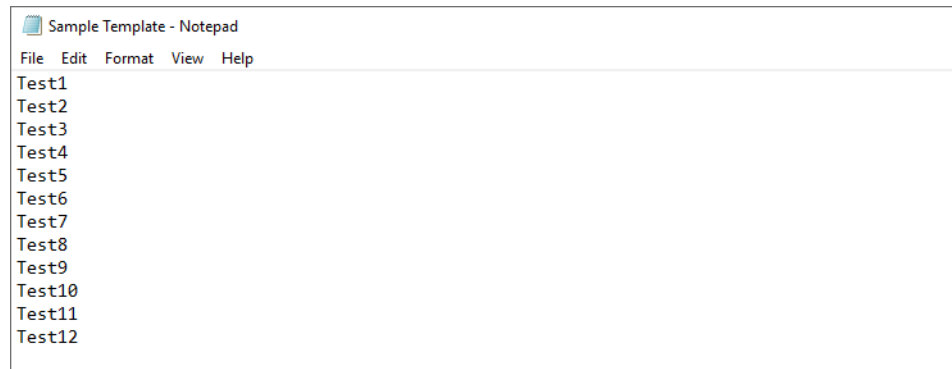 Sample Template - Notepad
File Edit Format View Help
Test1
Test2
Test3
Test4
Test5
Test6
Test7
Test8
Test9
Test10
Test11
Test12